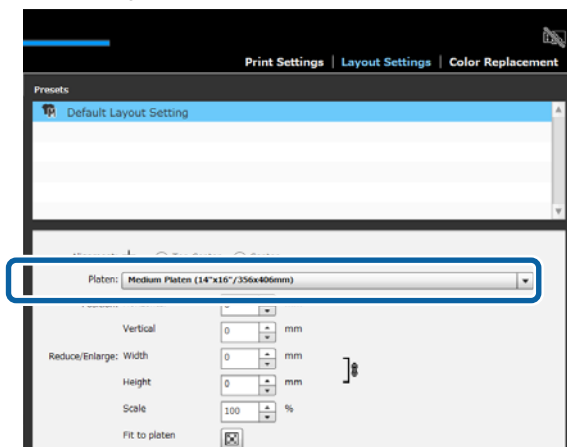 Print Settings | Layout Settings | Color Replacement
Presets
Default Layout Setting
Platen: Medium Platen (14"x16"/356x406mm)
Vertical 0 mm
Reduce/Enlarge: Width 0 mm
Height 0 mm
Scale 100 %
Fit to platen